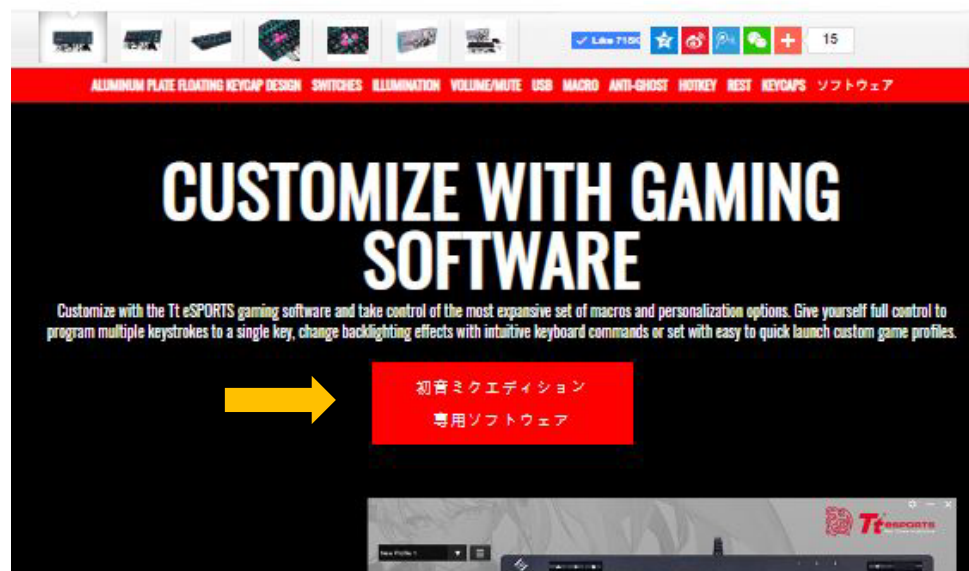 Like 715K
15
ALUMINUM PLATE FLOATING KEYCAP DESIGN SWITCHES ILLUMINATION VOLUME/MUTE USB MACRO ANTI-GHOST HOTKEY REST KEYCAPS ソフトウェア
CUSTOMIZE WITH GAMING
SOFTWARE
Customize with the Tt eSPORTS gaming software and take control of the most expansive set of macros and personalization options. Give yourself full control to
program multiple keystrokes to a single key, change backlighting effects with intuitive keyboard commands or set with easy to quick launch custom game profiles.
初音ミクエディション
専用ソフトウェア
Tt eSPORTS
New Profile 1